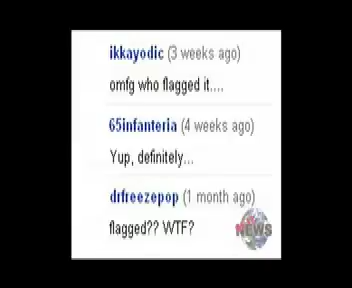 ikkayodic (3 weeks ago)
omfg who flagged it....
65infanteria (4 weeks ago)
Yup, definitely...
drfreezepop (1 month ago)
flagged?? WTF?
NEWS